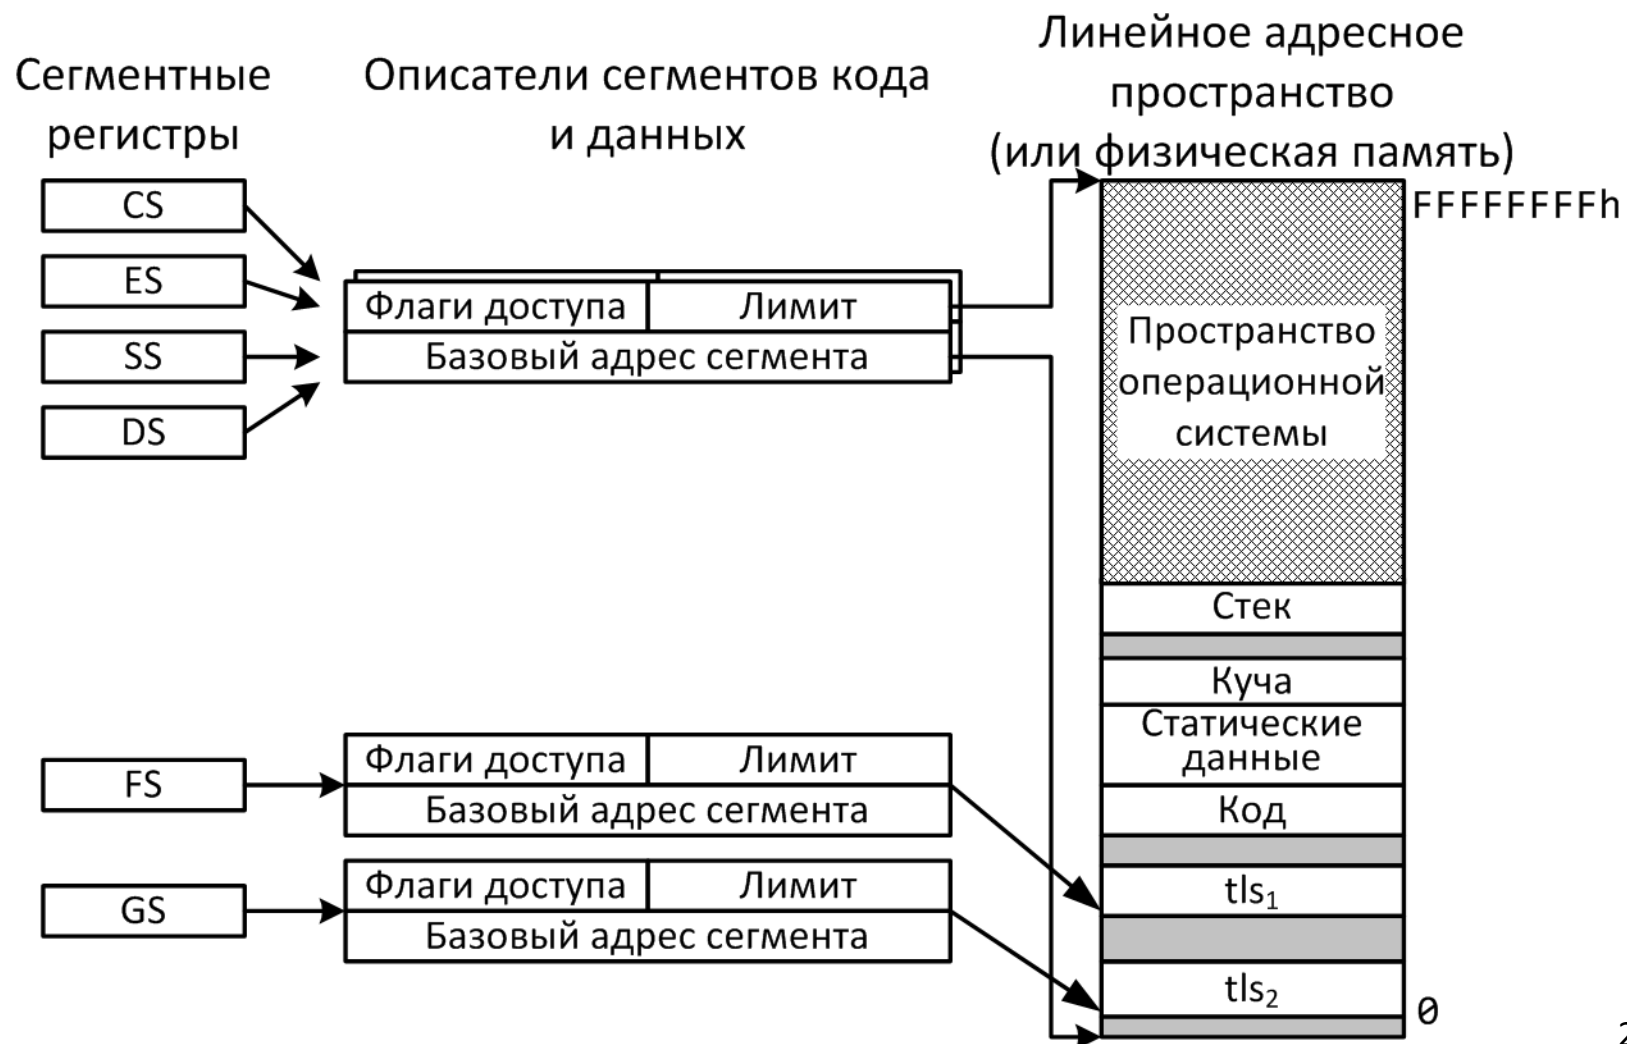 Сегментные
регистры
Описатели сегментов кода
и данных
Линейное адресное
пространство
(или физическая память)
CS
ES
SS
DS
Флаги доступа
Лимит
Базовый адрес сегмента
FFFFFFFFh
Пространство
операционной
системы
Стек
Куча
Статические
данные
Код
tls₁
tls₂
0
FS
Флаги доступа
Лимит
Базовый адрес сегмента
GS
Флаги доступа
Лимит
Базовый адрес сегмента